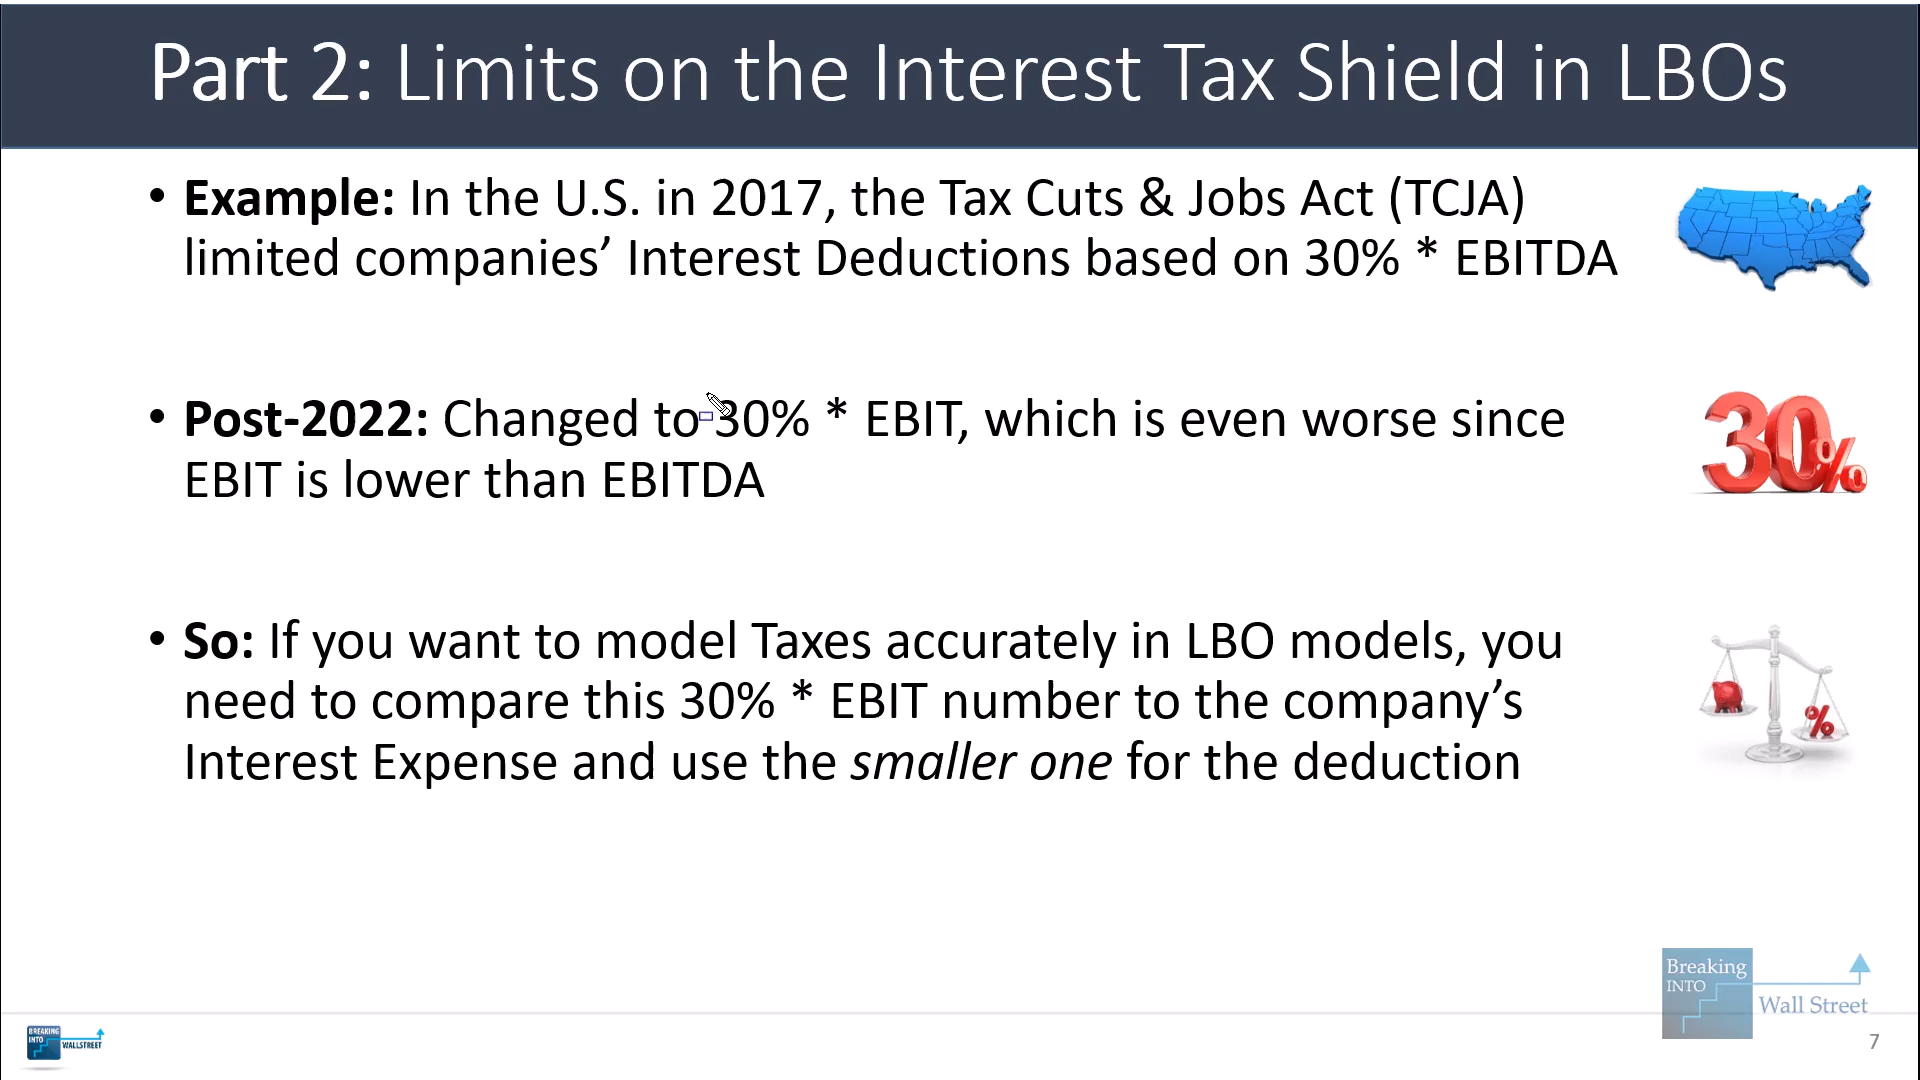 Part 2: Limits on the Interest Tax Shield in LBOs
• Example: In the U.S. in 2017, the Tax Cuts & Jobs Act (TCJA)
limited companies’ Interest Deductions based on 30% * EBITDA
• Post-2022: Changed to 30% * EBIT, which is even worse since
EBIT is lower than EBITDA
30%
• So: If you want to model Taxes accurately in LBO models, you
need to compare this 30% * EBIT number to the company’s
Interest Expense and use the smaller one for the deduction
%
Breaking
INTO
Wall Street
BREAKING
INTO
WALLSTREET
7